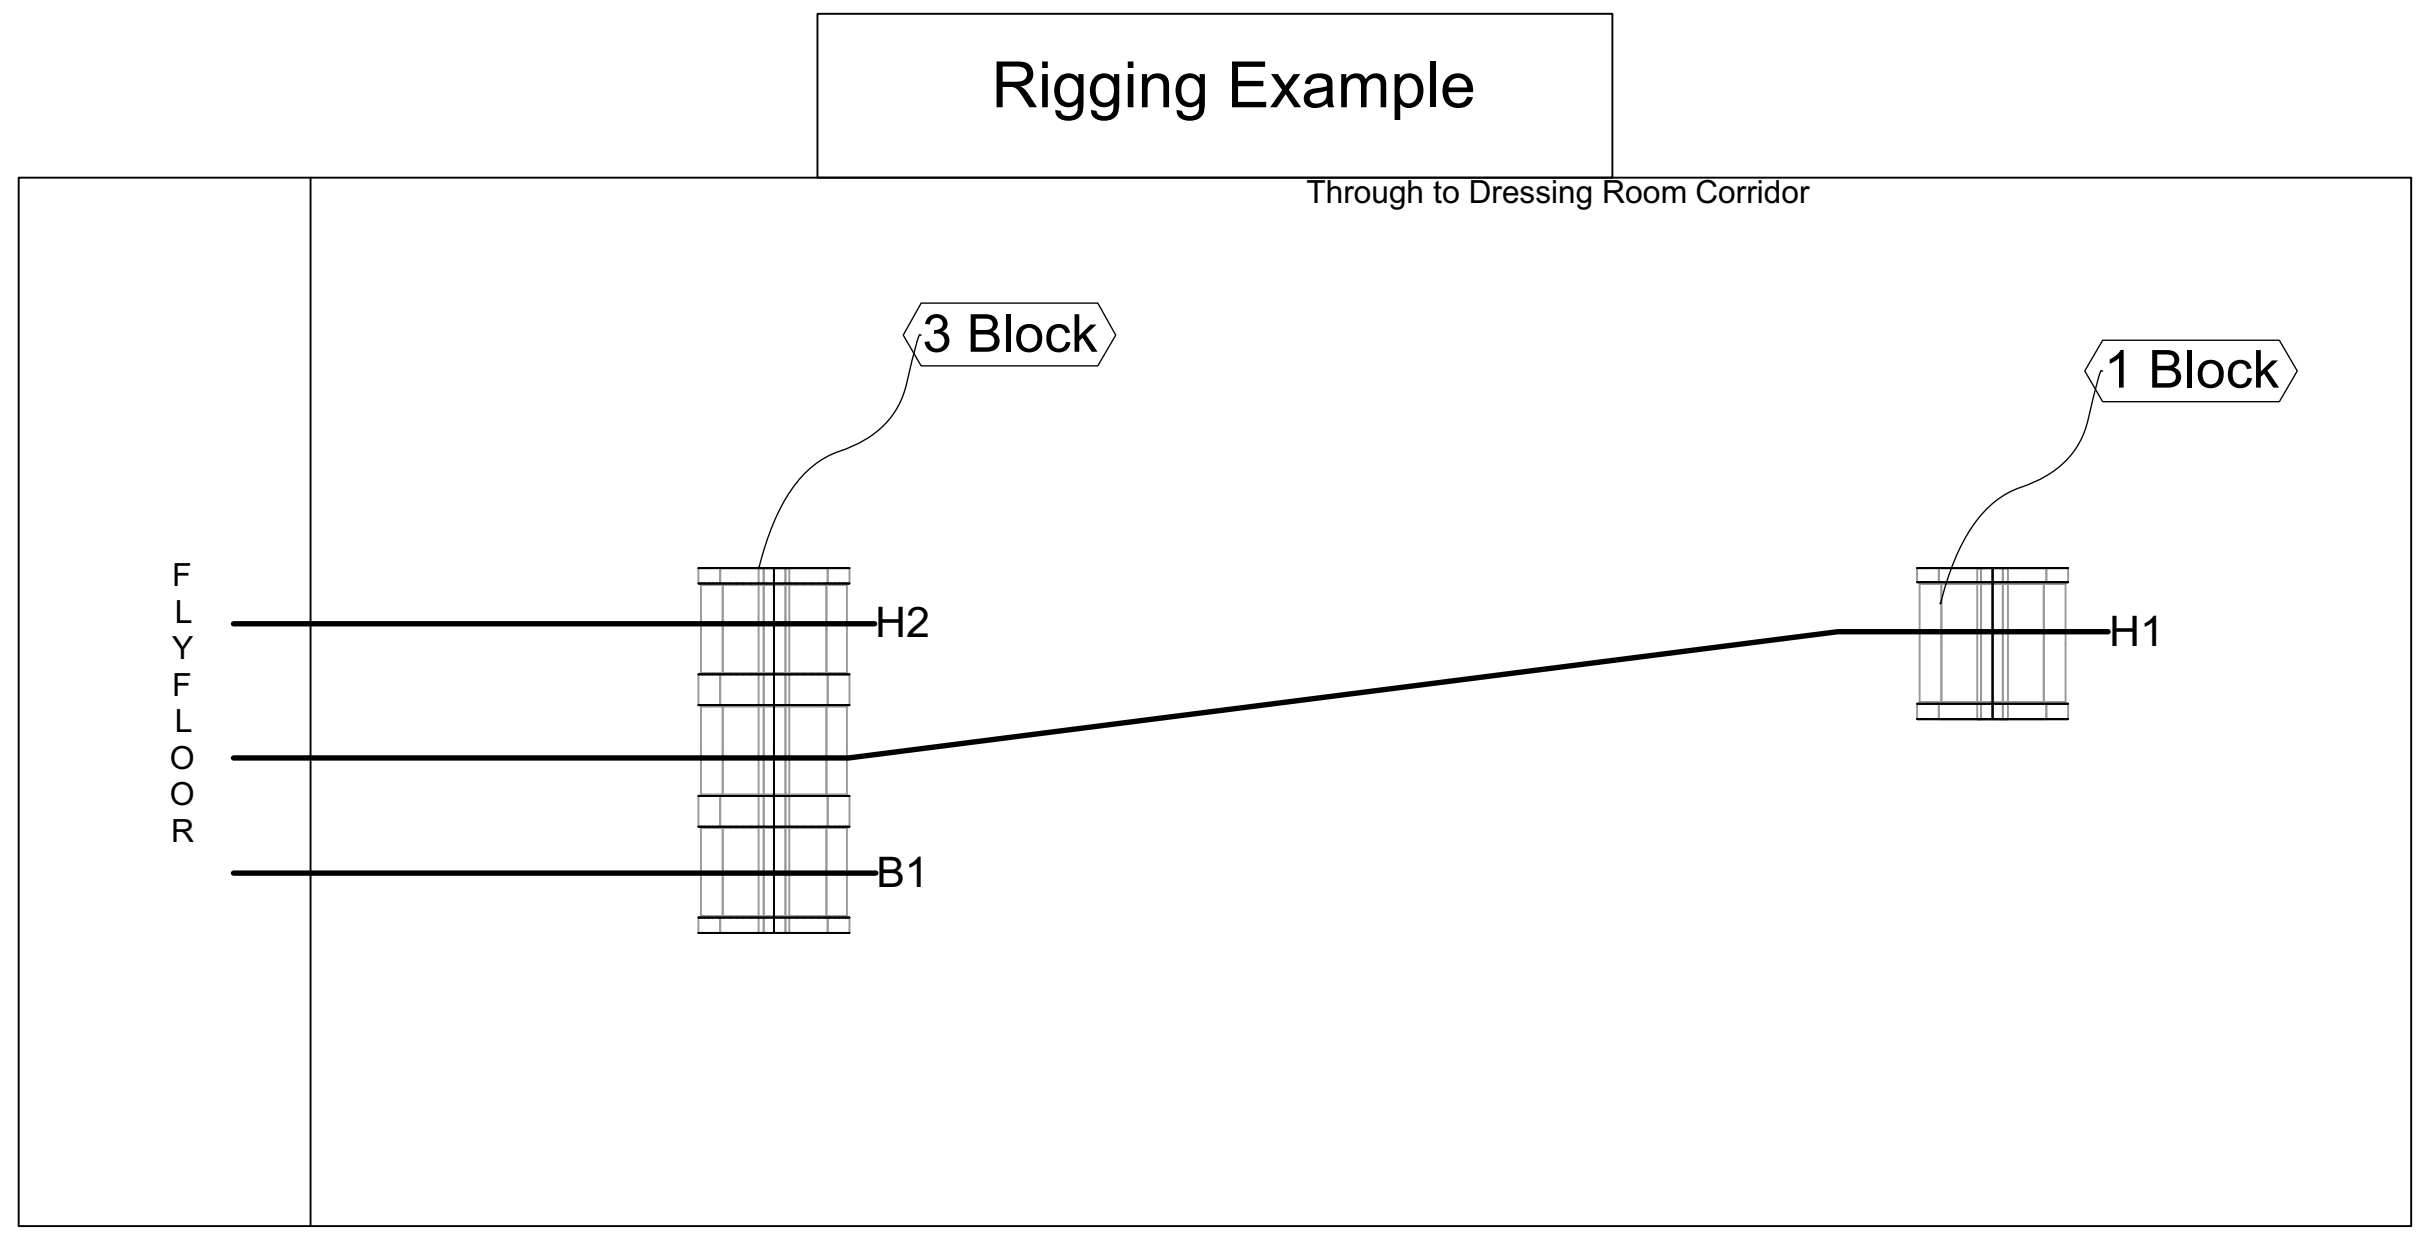 Rigging Example
Through to Dressing Room Corridor
3 Block
1 Block
F
L
Y
F
L
O
O
R
H2
H1
B1